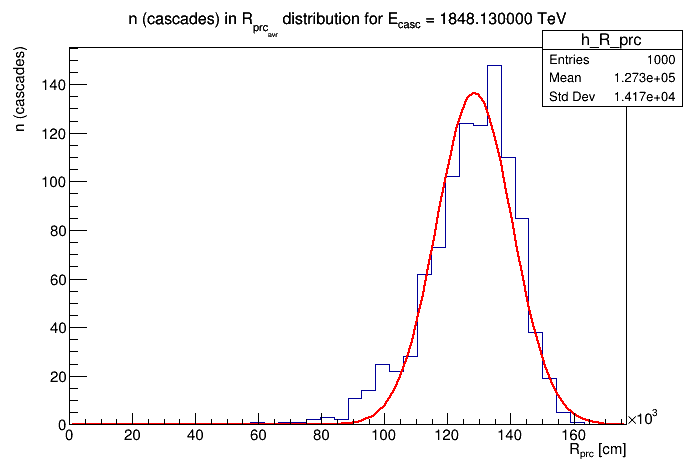 n (cascades) in R_prc_awr distribution for E_casc = 1848.130000 TeV
h_R_prc
Entries 1000
Mean 1.273e+05
Std Dev 1.417e+04
n (cascades)
140
120
100
80
60
40
20
0
0 20 40 60 80 100 120 140 160
×10³
R_prc [cm]